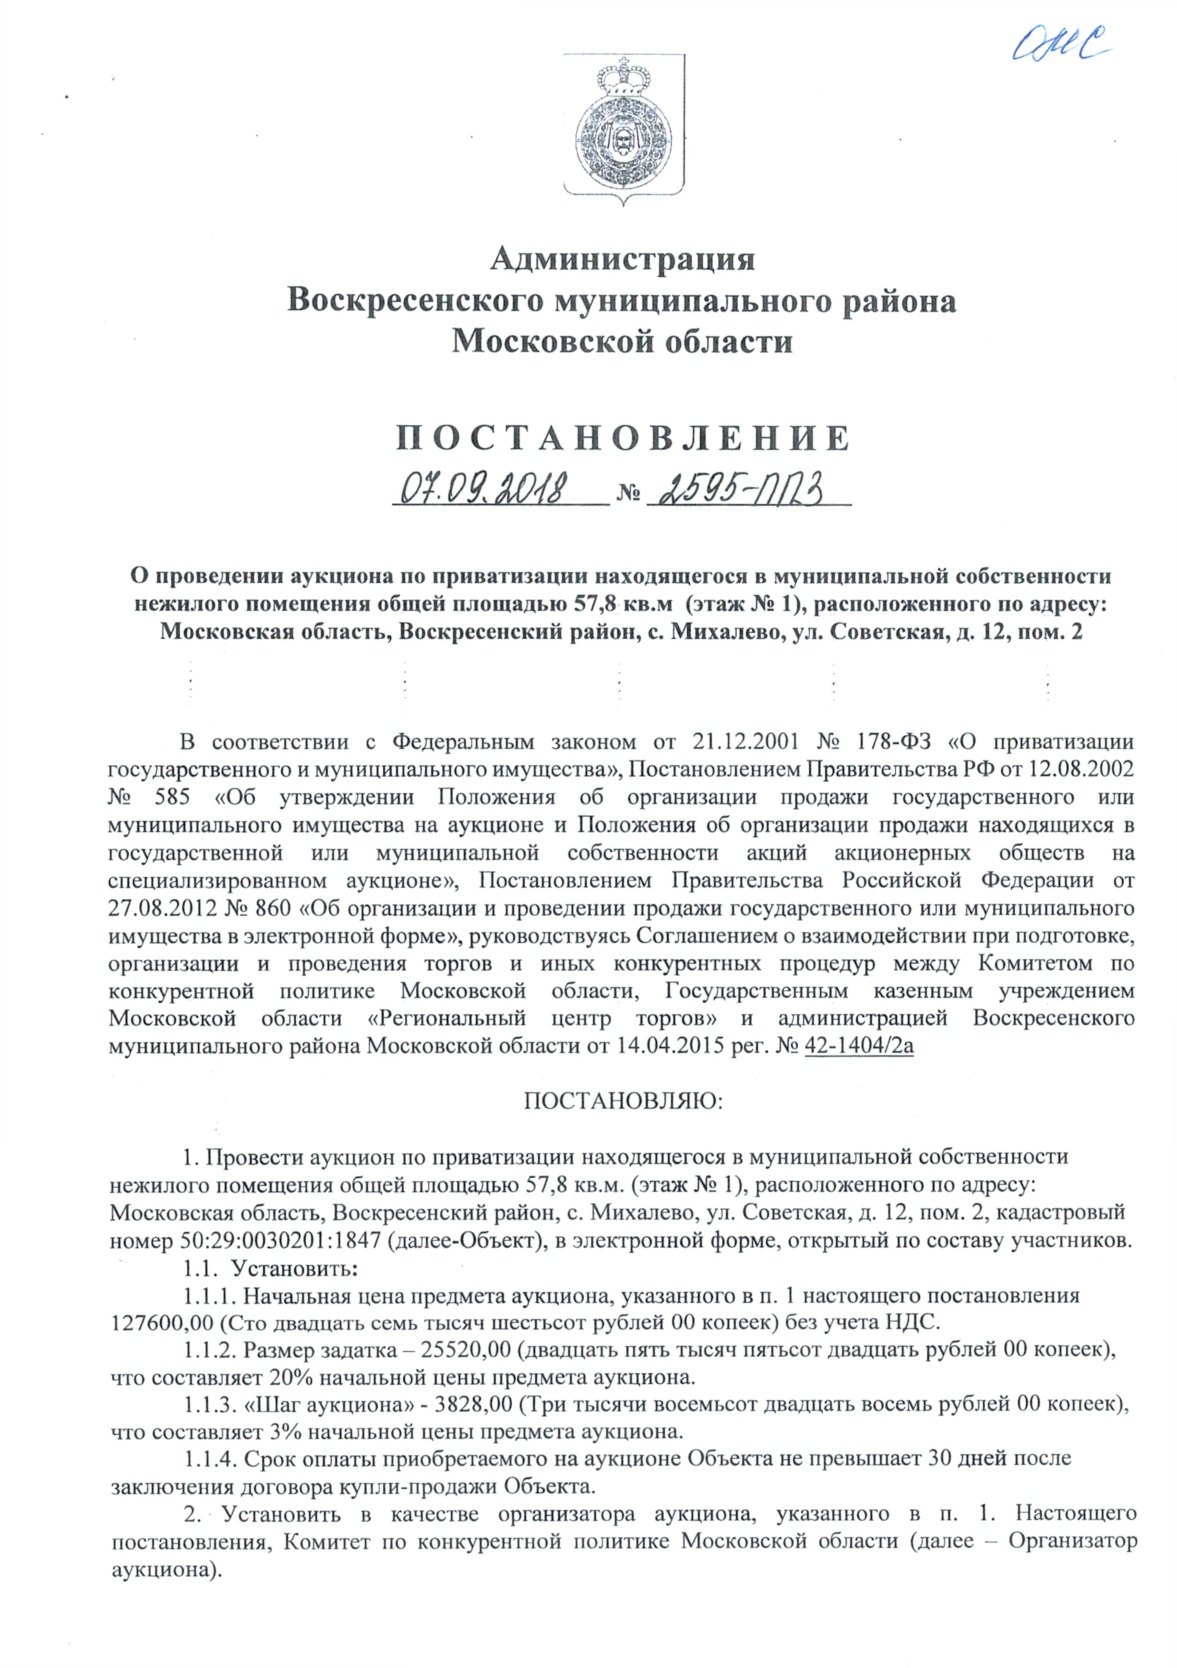 ОМС
Администрация
Воскресенского муниципального района
Московской области
ПОСТАНОВЛЕНИЕ
07.09.2018 № 2595-ППЗ
О проведении аукциона по приватизации находящегося в муниципальной собственности
нежилого помещения общей площадью 57,8 кв.м (этаж № 1), расположенного по адресу:
Московская область, Воскресенский район, с. Михалево, ул. Советская, д. 12, пом. 2
В соответствии с Федеральным законом от 21.12.2001 № 178-ФЗ «О приватизации
государственного и муниципального имущества», Постановлением Правительства РФ от 12.08.2002
№ 585 «Об утверждении Положения об организации продажи государственного или
муниципального имущества на аукционе и Положения об организации продажи находящихся в
государственной или муниципальной собственности акций акционерных обществ на
специализированном аукционе», Постановлением Правительства Российской Федерации от
27.08.2012 № 860 «Об организации и проведении продажи государственного или муниципального
имущества в электронной форме», руководствуясь Соглашением о взаимодействии при подготовке,
организации и проведения торгов и иных конкурентных процедур между Комитетом по
конкурентной политике Московской области, Государственным казенным учреждением
Московской области «Региональный центр торгов» и администрацией Воскресенского
муниципального района Московской области от 14.04.2015 рег. № 42-1404/2а
ПОСТАНОВЛЯЮ:
1. Провести аукцион по приватизации находящегося в муниципальной собственности
нежилого помещения общей площадью 57,8 кв.м. (этаж № 1), расположенного по адресу:
Московская область, Воскресенский район, с. Михалево, ул. Советская, д. 12, пом. 2, кадастровый
номер 50:29:0030201:1847 (далее-Объект), в электронной форме, открытый по составу участников.
1.1. Установить:
1.1.1. Начальная цена предмета аукциона, указанного в п. 1 настоящего постановления
127600,00 (Сто двадцать семь тысяч шестьсот рублей 00 копеек) без учета НДС.
1.1.2. Размер задатка – 25520,00 (двадцать пять тысяч пятьсот двадцать рублей 00 копеек),
что составляет 20% начальной цены предмета аукциона.
1.1.3. «Шаг аукциона» - 3828,00 (Три тысячи восемьсот двадцать восемь рублей 00 копеек),
что составляет 3% начальной цены предмета аукциона.
1.1.4. Срок оплаты приобретаемого на аукционе Объекта не превышает 30 дней после
заключения договора купли-продажи Объекта.
2. Установить в качестве организатора аукциона, указанного в п. 1. Настоящего
постановления, Комитет по конкурентной политике Московской области (далее – Организатор
аукциона).